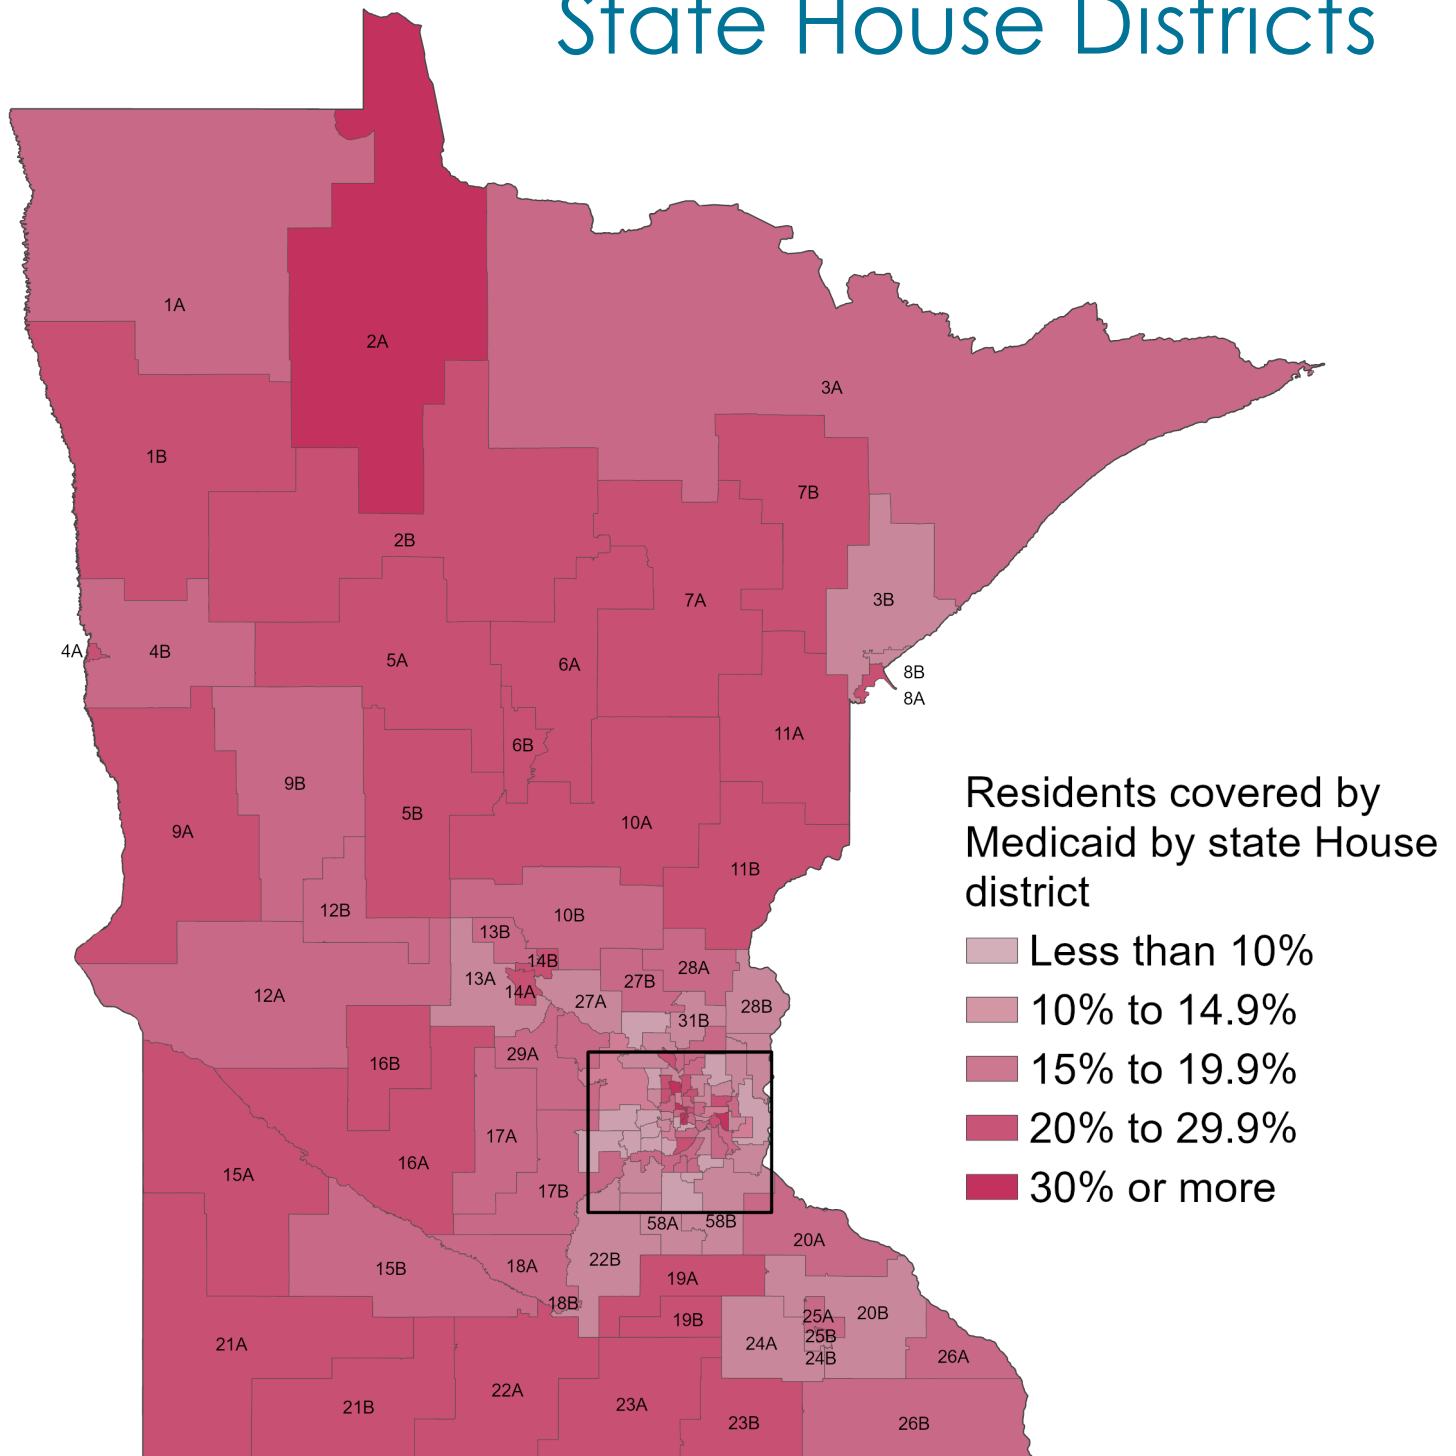 State House Districts
1A
2A
3A
1B
7B
2B
7A
3B
4A
4B
5A
6A
8B
8A
11A
6B
9B
5B
10A
9A
11B
12B
10B
13B
14B
13A
14A
27B
28A
12A
27A
28B
31B
16B
29A
17A
15A
16A
17B
58A
58B
20A
15B
18A
22B
19A
18B
19B
25A
20B
25B
21A
24A
24B
26A
22A
21B
23A
23B
26B
Residents covered by
Medicaid by state House
district
Less than 10%
10% to 14.9%
15% to 19.9%
20% to 29.9%
30% or more